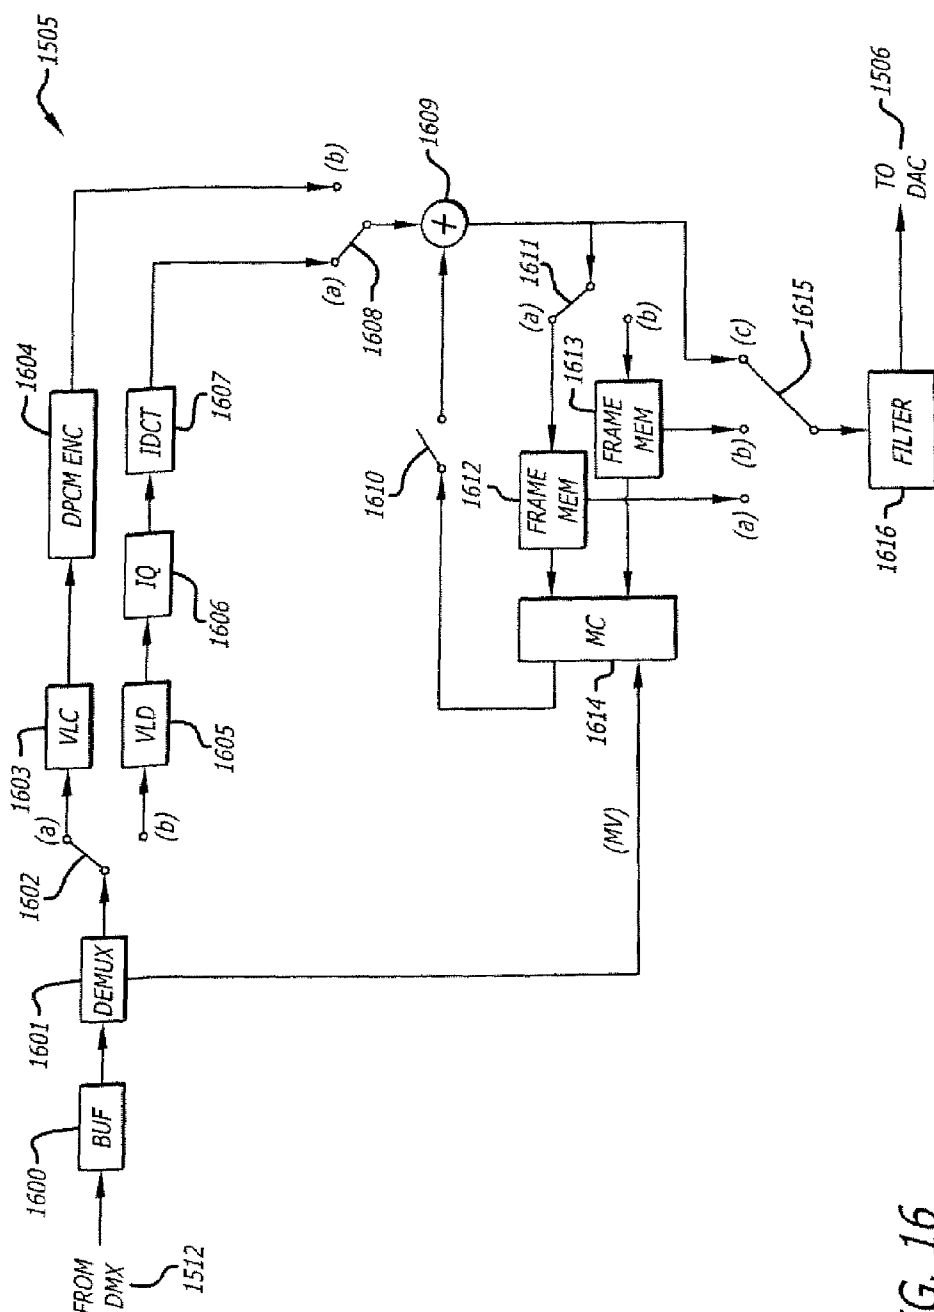 1505
FROM
DMX
1512
1600
BUF
1601
DEMUX
1602
(a)
(b)
1603
VLC
1604
DPCM ENC
VLD
1605
IQ
1606
IDCT
1607
(a)
(b)
1608
+
1609
1610
1611
(a)
(b)
1612
FRAME
MEM
1613
FRAME
MEM
MC
1614
(MV)
(a)
(b)
(c)
1615
FILTER
1616
TO
DAC
1506
FIG. 16